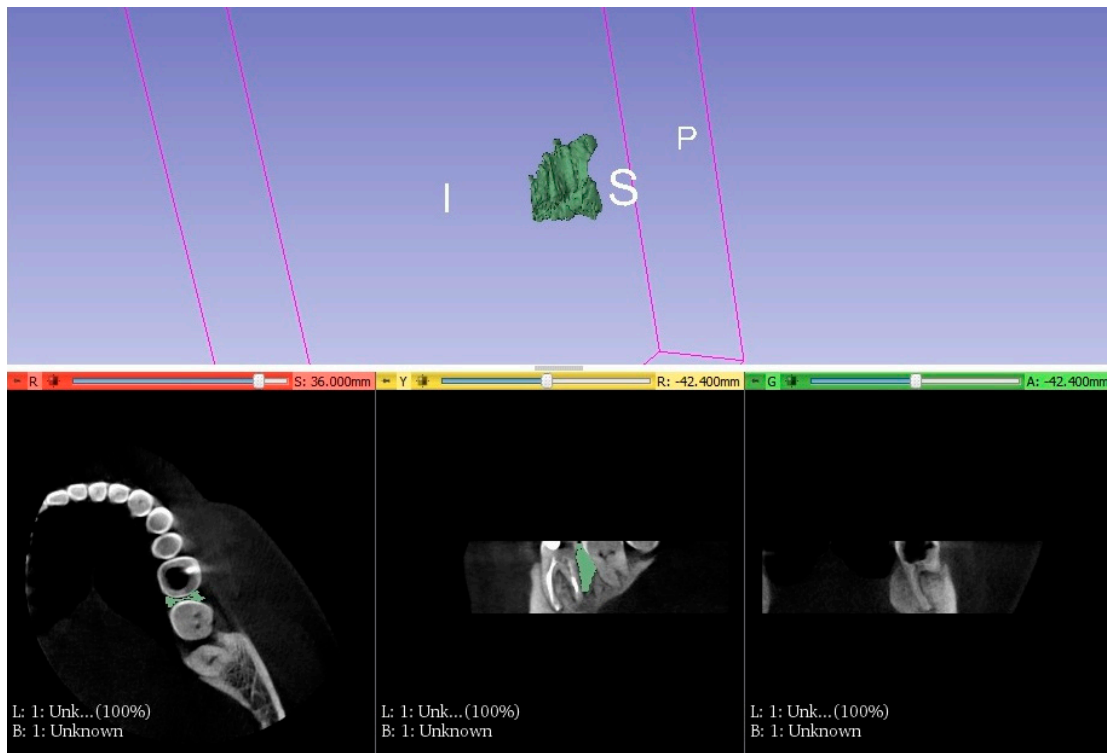 I
S
P
R
S: 36.000mm
Y
R: -42.400mm
G
A: -42.400mm
L: 1: Unk...(100%)
B: 1: Unknown
L: 1: Unk...(100%)
B: 1: Unknown
L: 1: Unk...(100%)
B: 1: Unknown